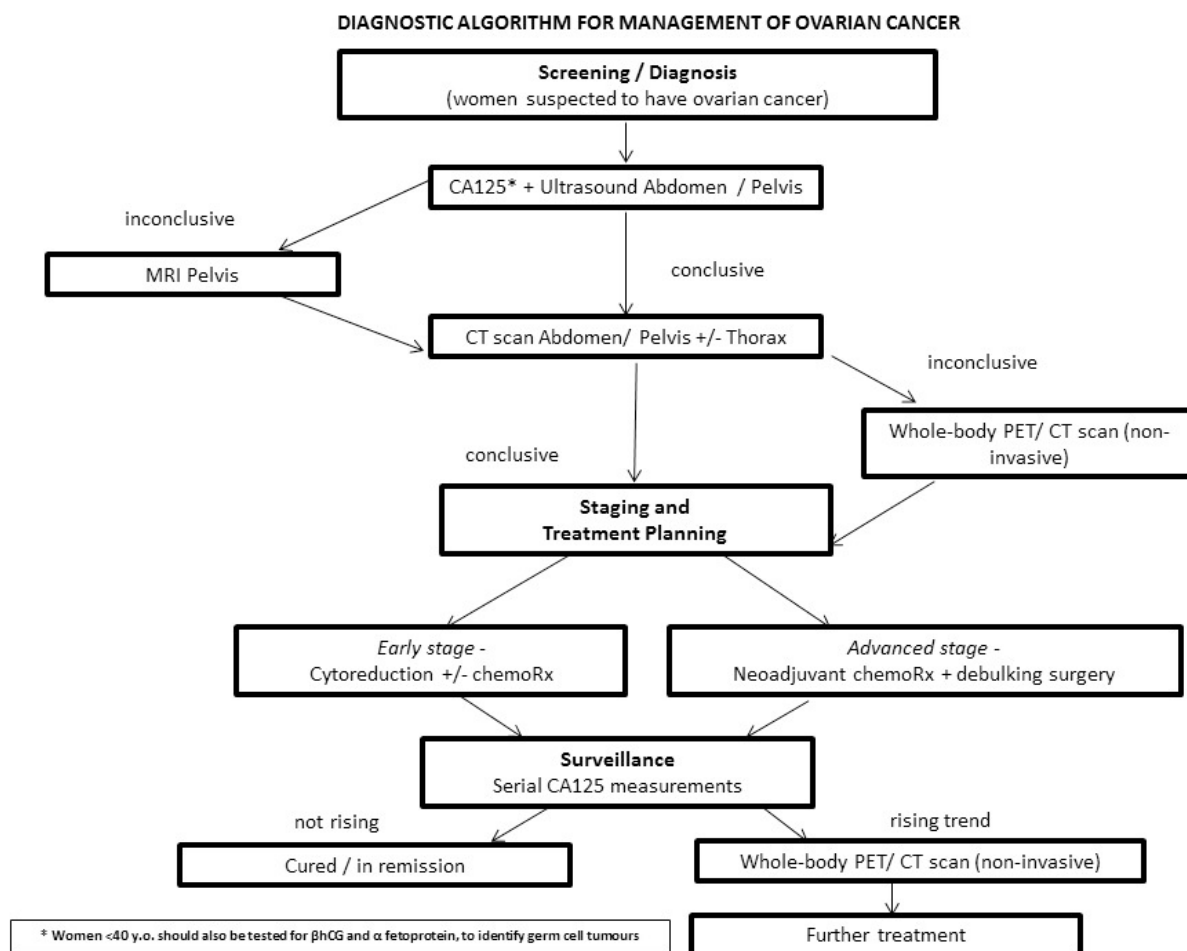 DIAGNOSTIC ALGORITHM FOR MANAGEMENT OF OVARIAN CANCER
Screening / Diagnosis
(women suspected to have ovarian cancer)
CA125* + Ultrasound Abdomen / Pelvis
inconclusive
MRI Pelvis
conclusive
CT scan Abdomen/ Pelvis +/- Thorax
inconclusive
Whole-body PET/ CT scan (non-
invasive)
conclusive
Staging and
Treatment Planning
Early stage -
Cytoreduction +/- chemoRx
Advanced stage -
Neoadjuvant chemoRx + debulking surgery
Surveillance
Serial CA125 measurements
not rising
rising trend
Cured / in remission
Whole-body PET/ CT scan (non-invasive)
Further treatment
* Women <40 y.o. should also be tested for βhCG and α fetoprotein, to identify germ cell tumours